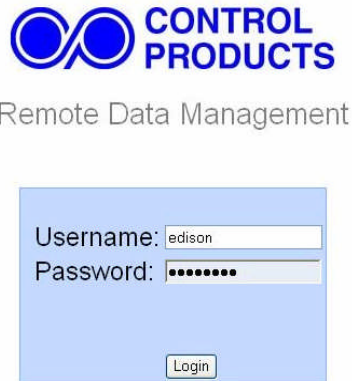 CONTROL
PRODUCTS
Remote Data Management
Username: edison
Password: ••••••••
Login